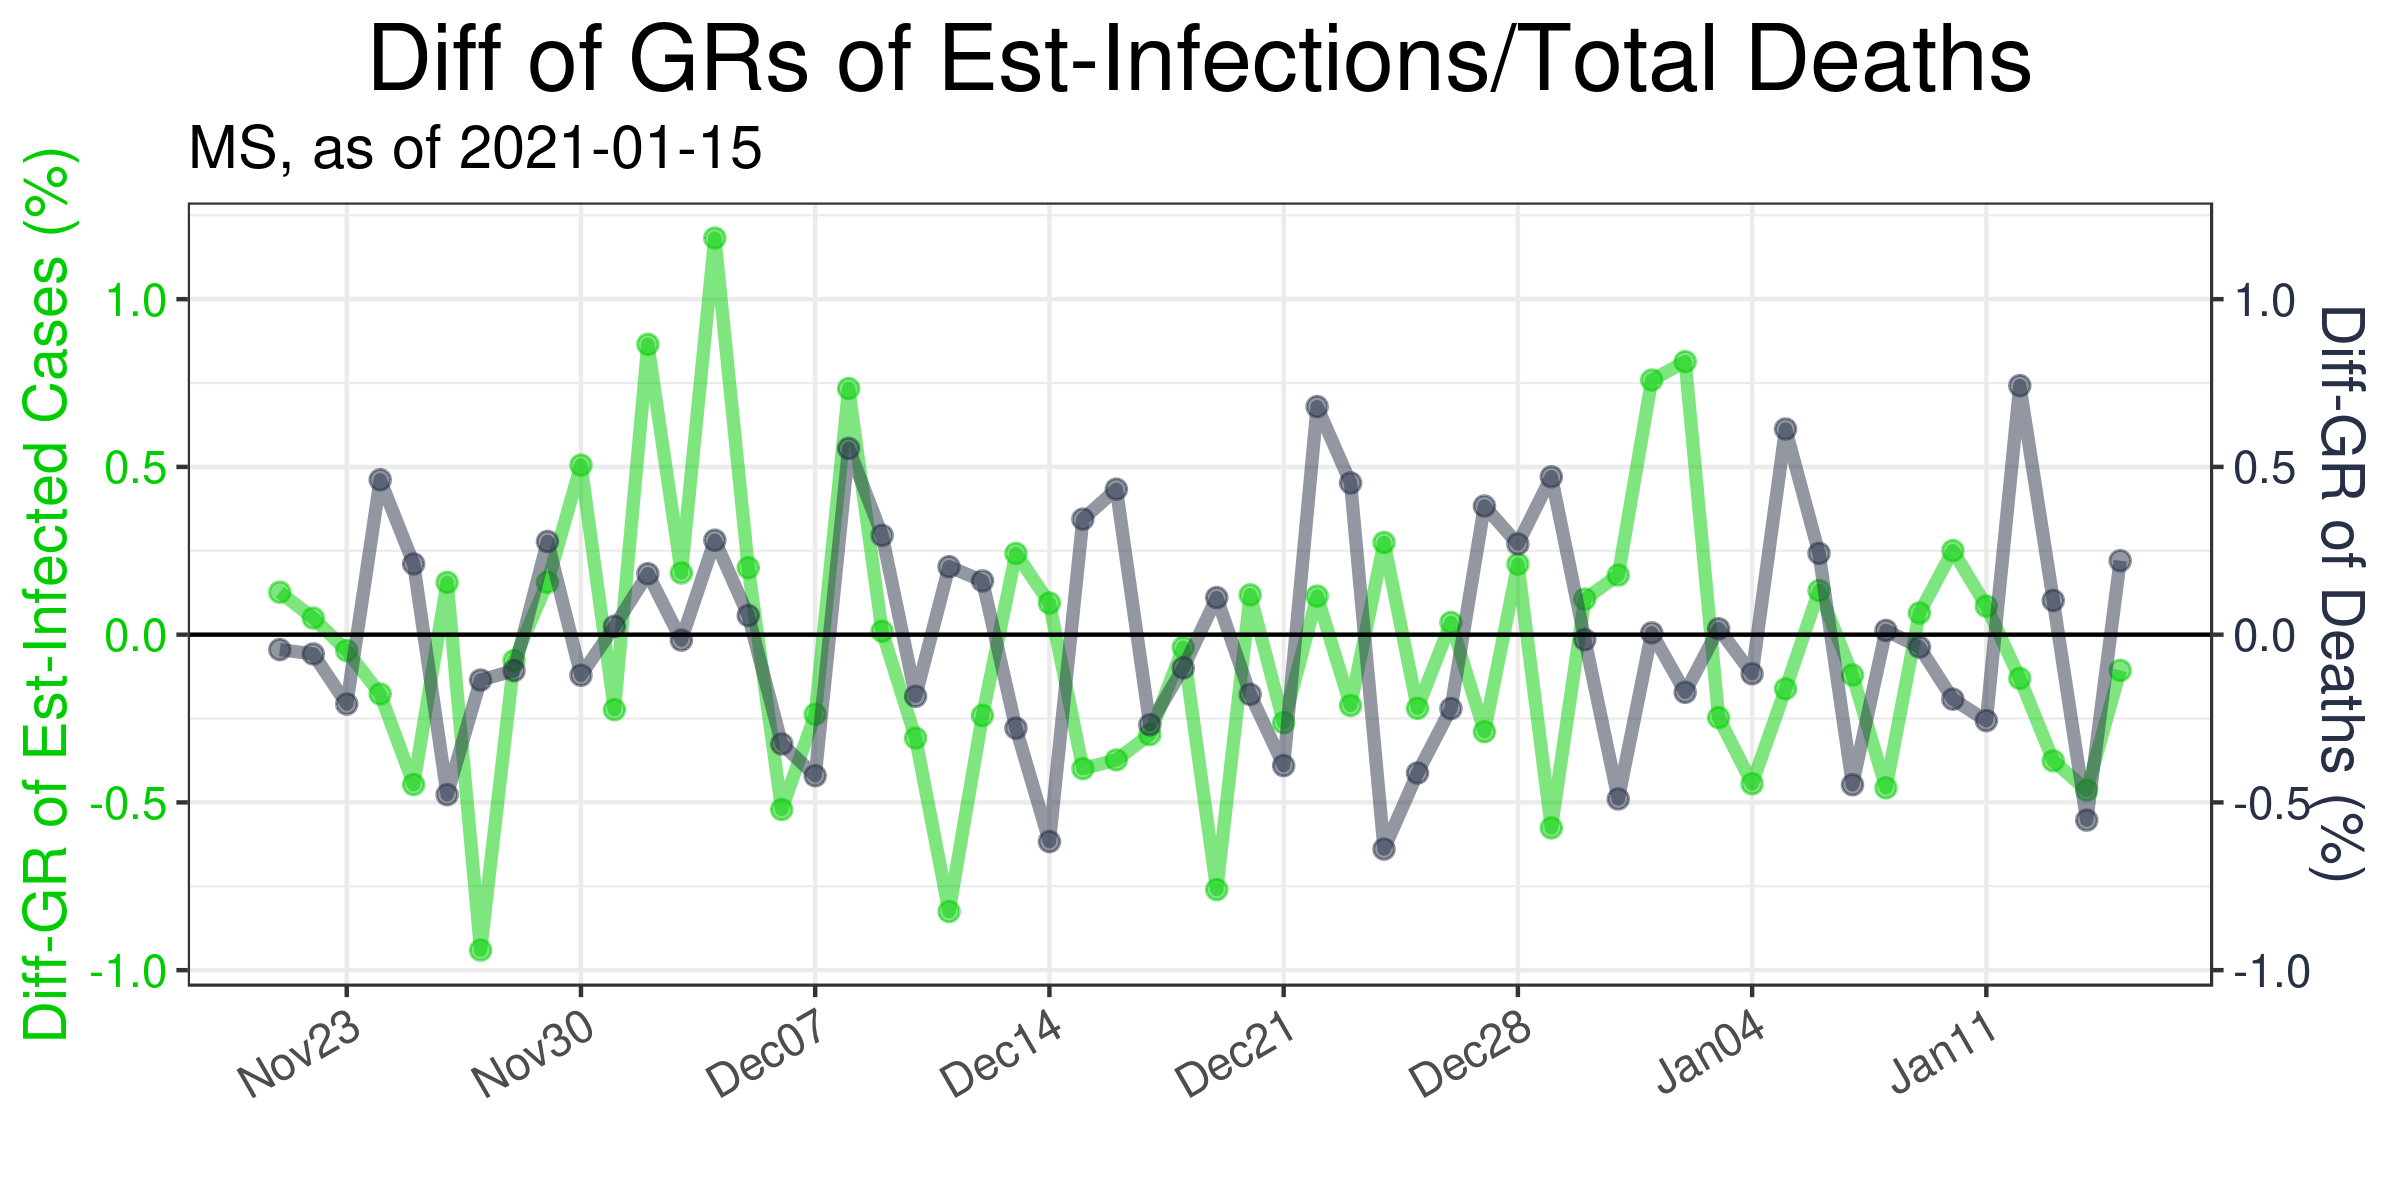 Diff of GRs of Est-Infections/Total Deaths
MS, as of 2021-01-15
Diff-GR of Est-Infected Cases (%)
1.0
0.5
0.0
-0.5
-1.0
1.0
0.5
0.0
-0.5
-1.0
Diff-GR of Deaths (%)
Nov23 Nov30 Dec07 Dec14 Dec21 Dec28 Jan04 Jan11